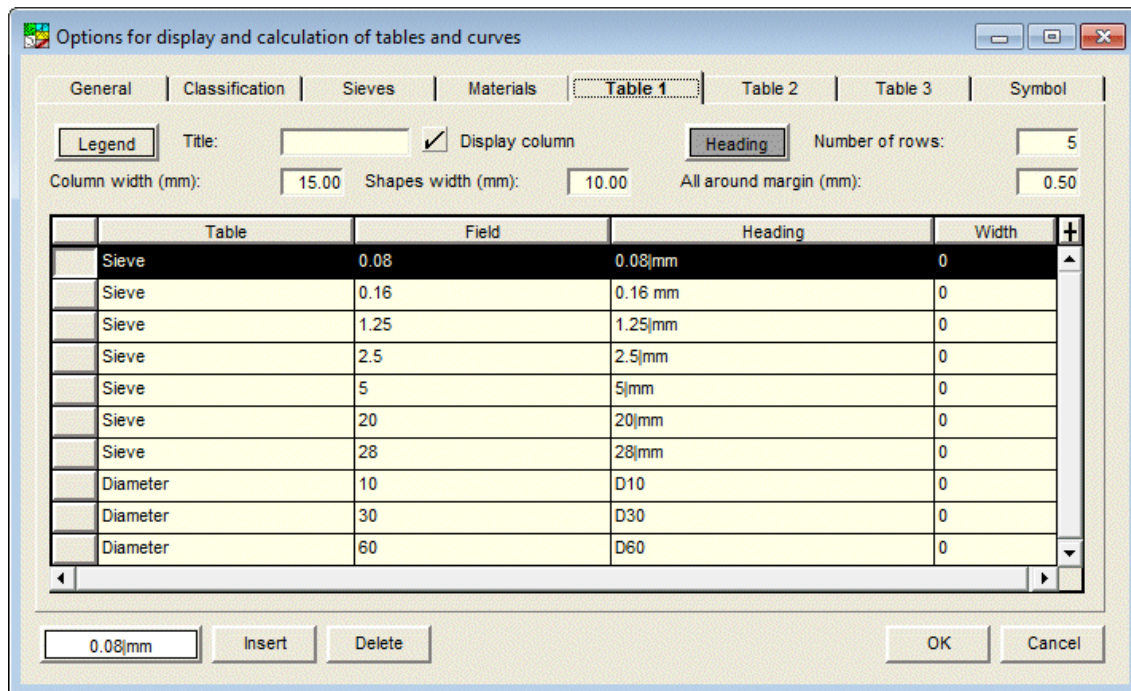 Options for display and calculation of tables and curves
General Classification Sieves Materials Table 1 Table 2 Table 3 Symbol
Legend Title: Display column Heading Number of rows: 5
Column width (mm): 15.00 Shapes width (mm): 10.00 All around margin (mm): 0.50
Table Field Heading Width
Sieve 0.08 0.08|mm 0
Sieve 0.16 0.16 mm 0
Sieve 1.25 1.25|mm 0
Sieve 2.5 2.5|mm 0
Sieve 5 5|mm 0
Sieve 20 20|mm 0
Sieve 28 28|mm 0
Diameter 10 D10 0
Diameter 30 D30 0
Diameter 60 D60 0
0.08|mm Insert Delete OK Cancel